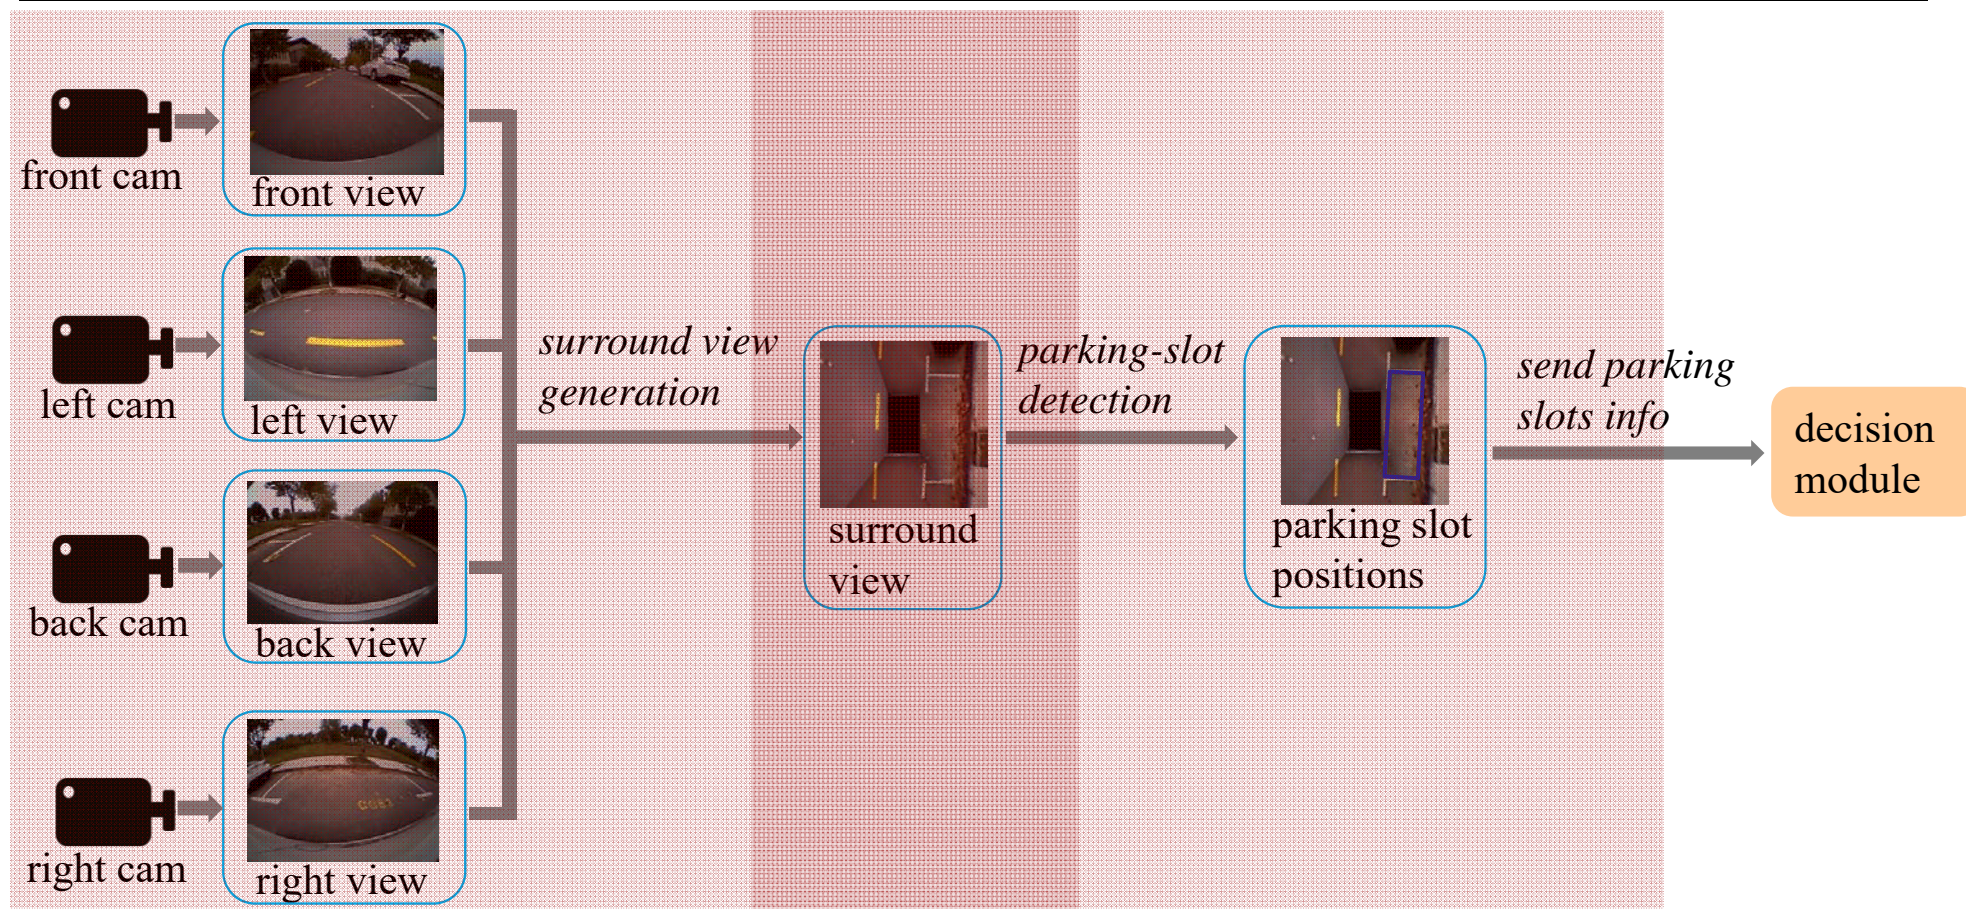 front cam
front view
left cam
left view
back cam
back view
right cam
right view
surround view
generation
surround
view
parking-slot
detection
parking slot
positions
send parking
slots info
decision
module